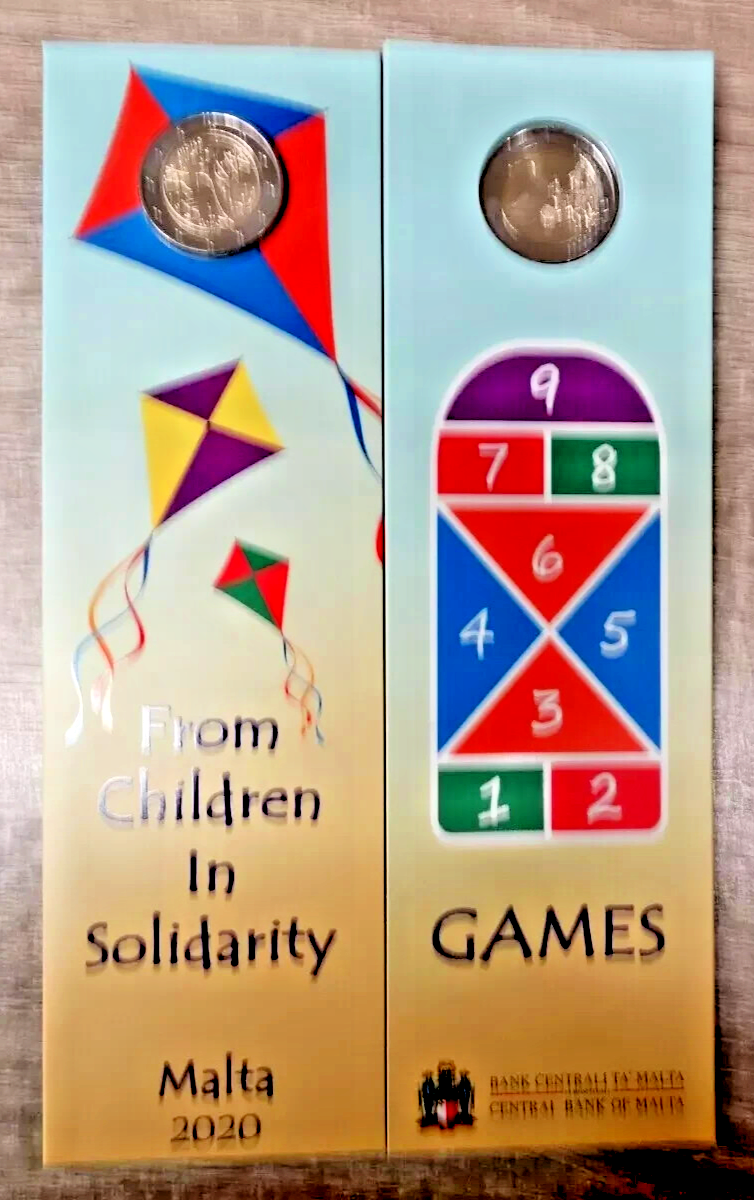 From
Children
In
Solidarity
Malta
2020
9
7 8
6
4 5
3
1 2
GAMES
BANK ĊENTRALI TA' MALTA
CENTRAL BANK OF MALTA